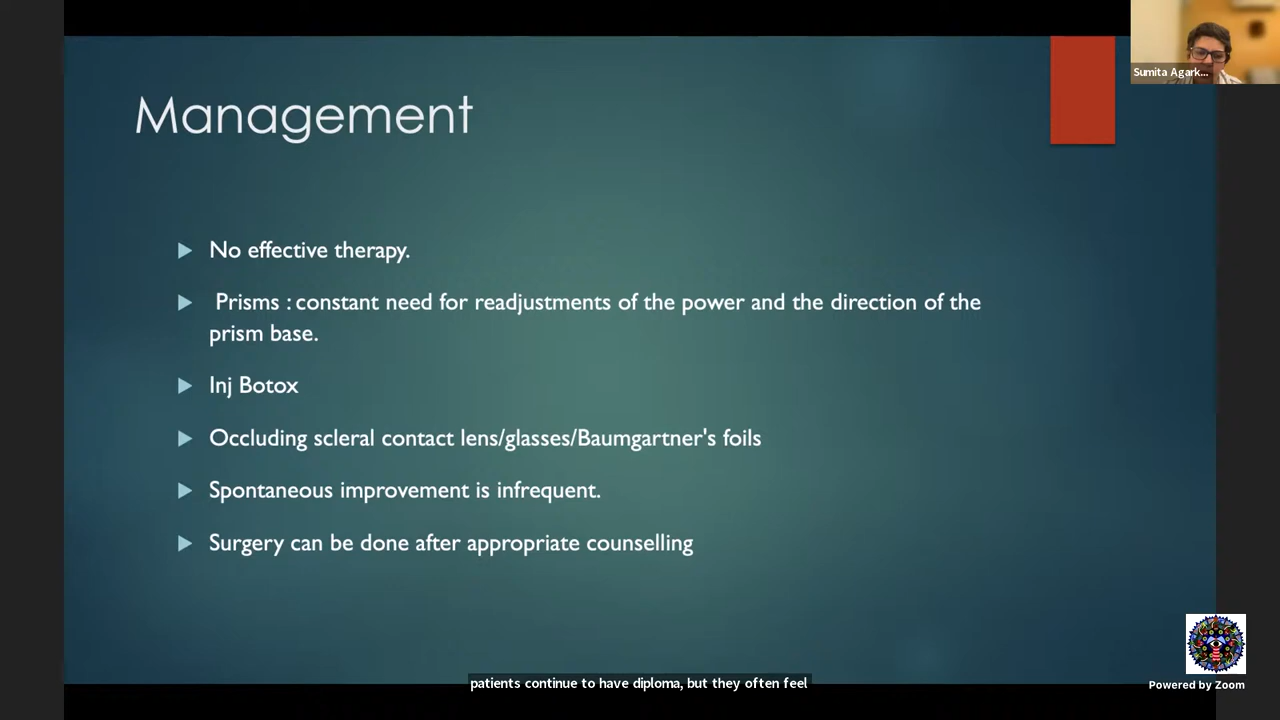 Sumita Agark...
Management
No effective therapy.
Prisms : constant need for readjustments of the power and the direction of the
prism base.
Inj Botox
Occluding scleral contact lens/glasses/Baumgartner's foils
Spontaneous improvement is infrequent.
Surgery can be done after appropriate counselling
patients continue to have diploma, but they often feel
Powered by Zoom